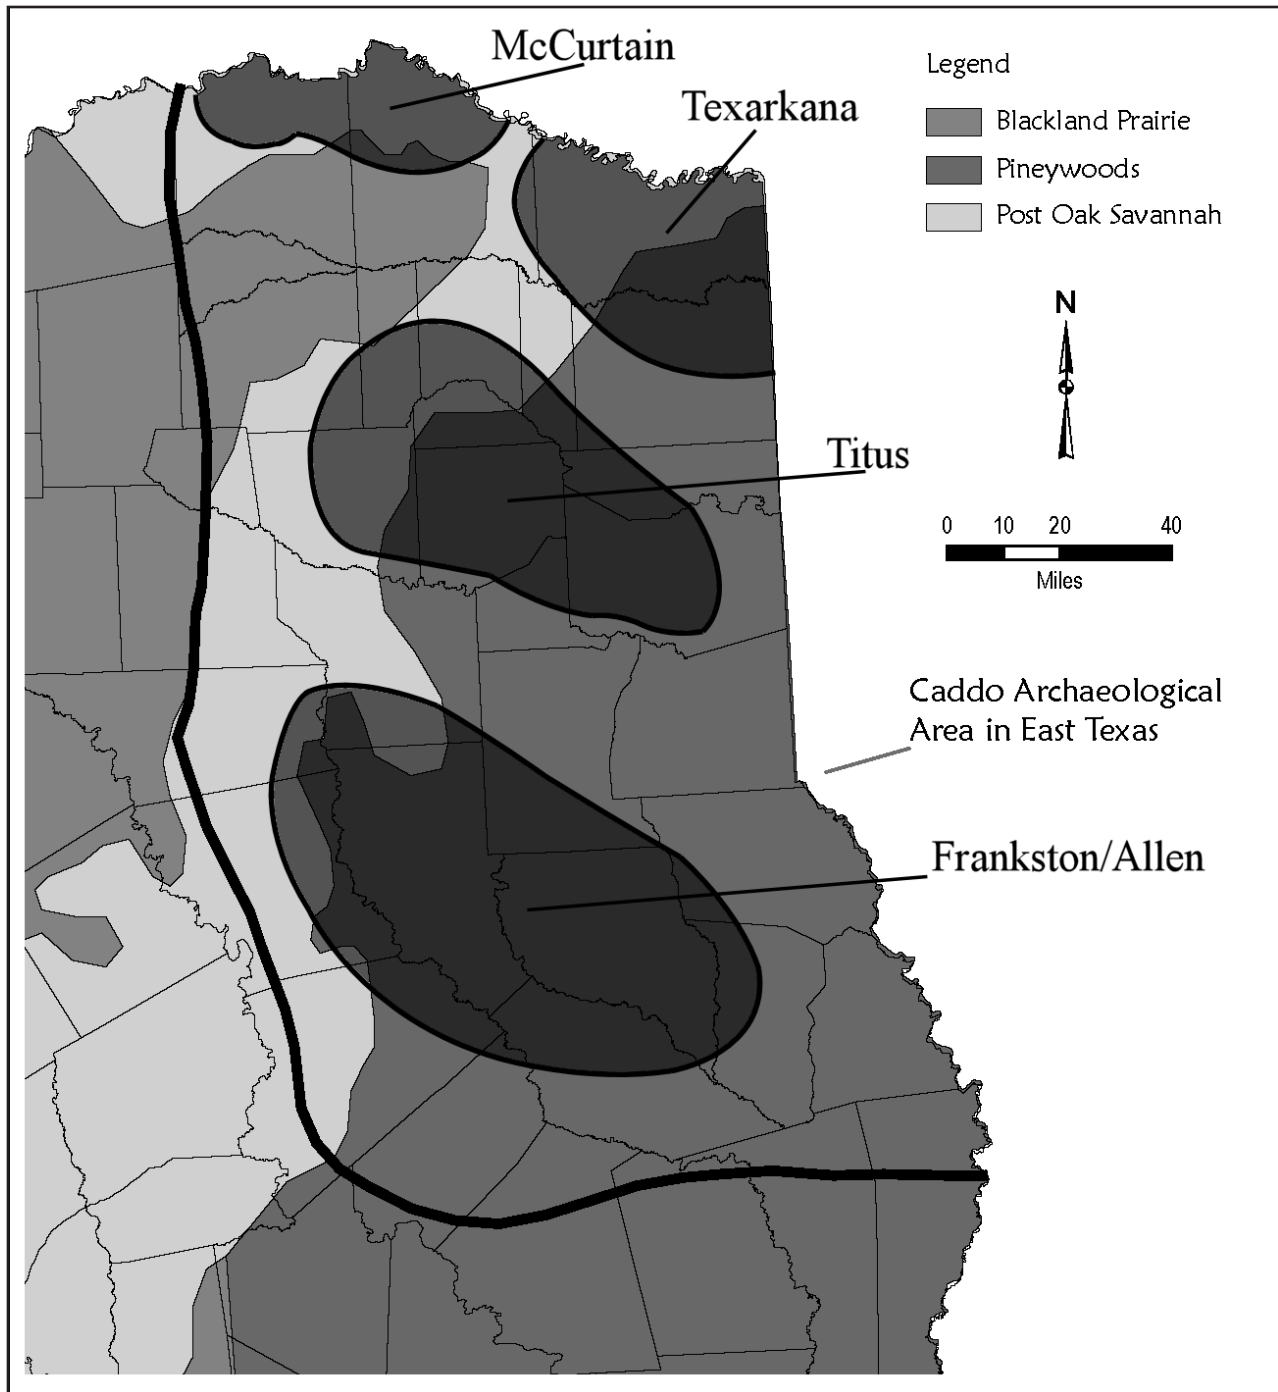 McCurtain
Texarkana
Legend
Blackland Prairie
Pineywoods
Post Oak Savannah
N
Titus
0 10 20 40
Miles
Caddo Archaeological
Area in East Texas
Frankston/Allen